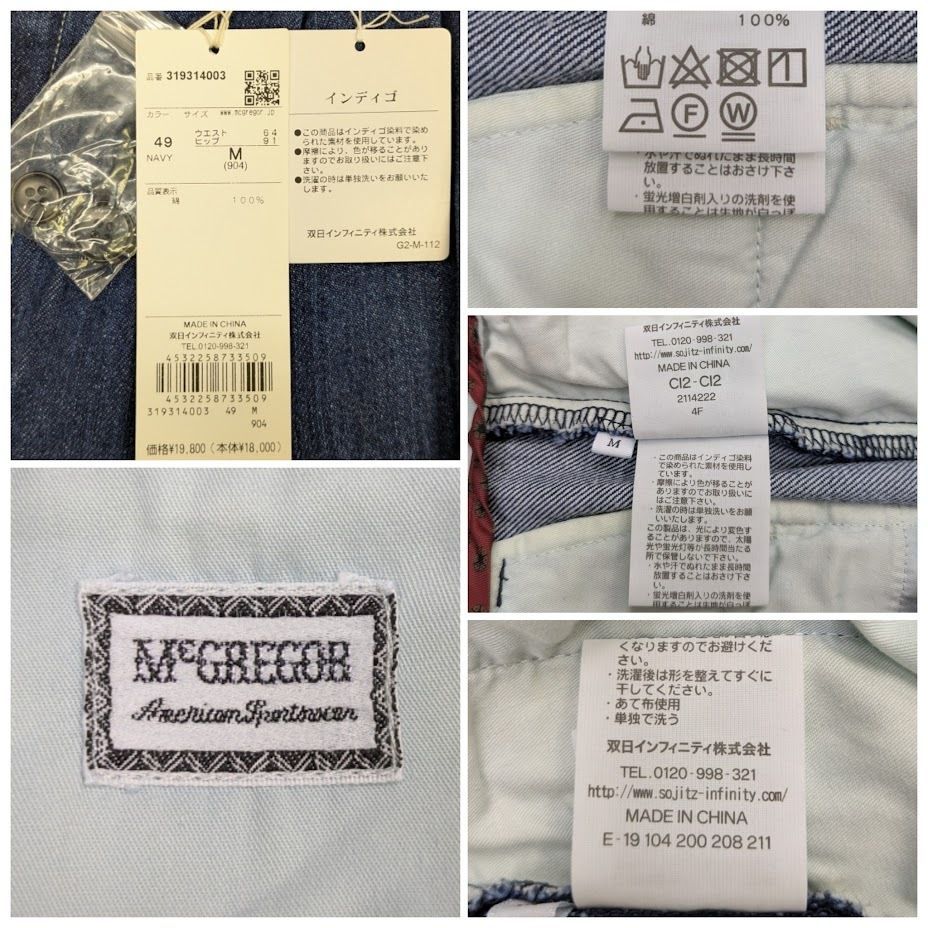 品番 319314003
カラー サイズ www.mcgregor.jp
49 ウエスト 64
ヒップ 91
NAVY M
(904)
品質表示
綿 100%
MADE IN CHINA
双日インフィニティ株式会社
TEL.0120-998-321
4532258733509
4532258733509
319314003 49 M
904
価格¥19,800 (本体¥18,000)
インディゴ
●この商品はインディゴ染料で染め
られた素材を使用しています。
●摩擦により、色が移ることがあり
ますのでお取り扱いにはご注意下
さい。
●洗濯の時は単独洗いをお願いいた
します。
双日インフィニティ株式会社
G2-M-112
綿 100%
F W
・水や汗でぬれたまま長時間
放置することはおさけ下さ
い。
・蛍光増白剤入りの洗剤を使
用することは生地が白っぽ
双日インフィニティ株式会社
TEL.0120-998-321
http://www.sojitz-infinity.com/
MADE IN CHINA
CI2-CI2
2114222
4F
M
・この商品はインディゴ染料
で染められた素材を使用し
ています。
・摩擦により色が移ることが
ありますのでお取り扱いに
はご注意下さい。
・洗濯の時は単独洗いをお願
いいたします。
この製品は、光により変色す
ることがありますので、太陽
光や蛍光灯等が長時間当たる
所で保管しないで下さい。
・水や汗でぬれたまま長時間
放置することはおさけ下さ
い。
・蛍光増白剤入りの洗剤を使
用することは生地が白っぽ
McGREGOR
American Sportswear
くなりますのでお避けくだ
さい。
・洗濯後は形を整えてすぐに
干してください。
・あて布使用
・単独で洗う
双日インフィニティ株式会社
TEL.0120-998-321
http://www.sojitz-infinity.com/
MADE IN CHINA
E-19 104 200 208 211